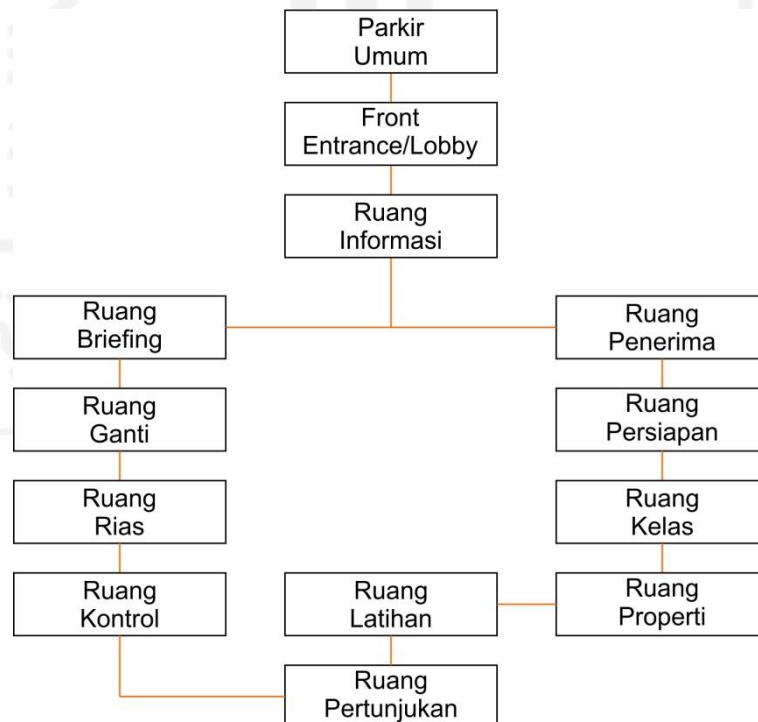 Parkir
Umum
Front
Entrance/Lobby
Ruang
Informasi
Ruang
Briefing
Ruang
Penerima
Ruang
Ganti
Ruang
Persiapan
Ruang
Rias
Ruang
Kelas
Ruang
Kontrol
Ruang
Latihan
Ruang
Properti
Ruang
Pertunjukan